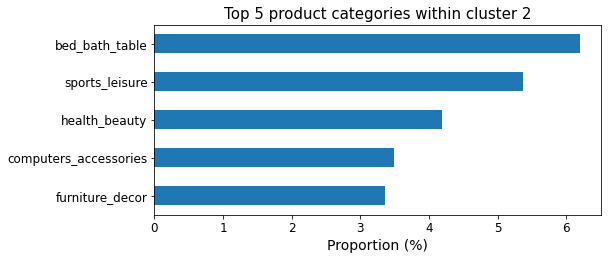 Top 5 product categories within cluster 2
bed_bath_table
sports_leisure
health_beauty
computers_accessories
furniture_decor
0 1 2 3 4 5 6
Proportion (%)